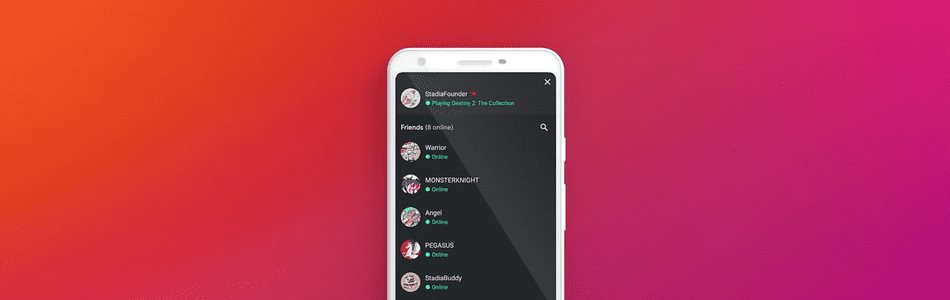 StadiaFounder
Playing Destiny 2: The Collection
Friends (8 online)
Warrior
Online
MONSTERKNIGHT
Online
Angel
Online
PEGASUS
Online
StadiaBuddy
Online